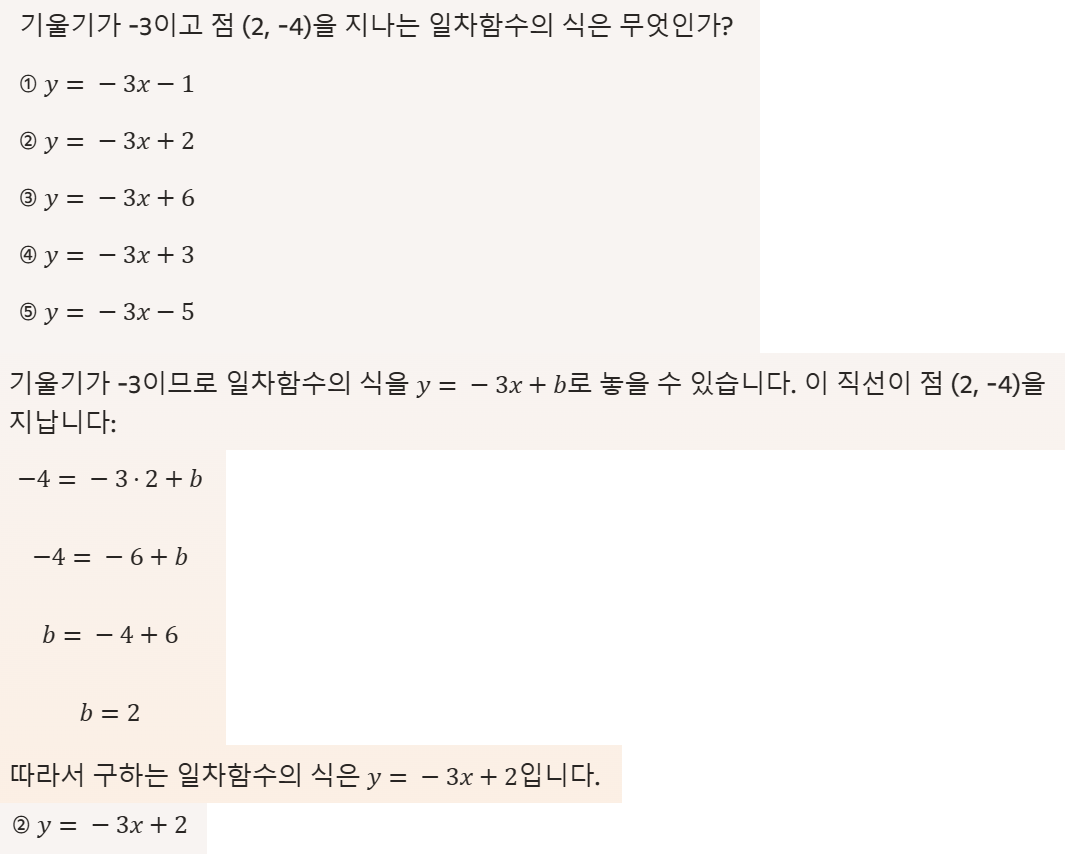 기울기가 -3이고 점 (2, -4)을 지나는 일차함수의 식은 무엇인가?
① y = − 3x − 1
② y = − 3x + 2
③ y = − 3x + 6
④ y = − 3x + 3
⑤ y = − 3x − 5
기울기가 -3이므로 일차함수의 식을 y = − 3x + b로 놓을 수 있습니다. 이 직선이 점 (2, -4)을
지납니다:
−4 = − 3 · 2 + b
−4 = − 6 + b
b = − 4 + 6
b = 2
따라서 구하는 일차함수의 식은 y = − 3x + 2입니다.
② y = − 3x + 2